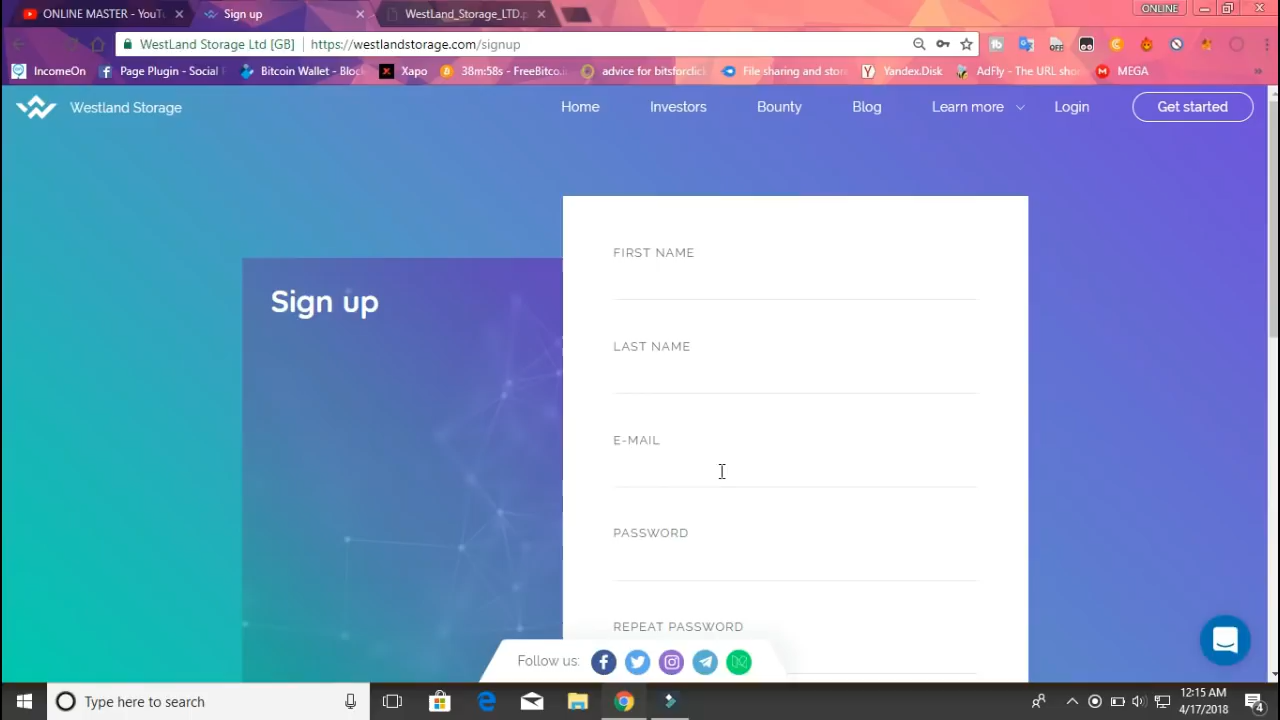 ONLINE MASTER - YouT
Sign up
WestLand_Storage_LTD.p
ONLINE
WestLand Storage Ltd [GB]
https://westlandstorage.com/signup
OFF
IncomeOn
Page Plugin - Social
Bitcoin Wallet - Block
Xapo
38m:58s - FreeBitco.i
advice for bitsforclick
File sharing and stor
Yandex.Disk
AdFly - The URL sho
MEGA
Westland Storage
Home
Investors
Bounty
Blog
Learn more
Login
Get started
Sign up
FIRST NAME
LAST NAME
E-MAIL
PASSWORD
REPEAT PASSWORD
Follow us:
Type here to search
12:15 AM
4/17/2018
4